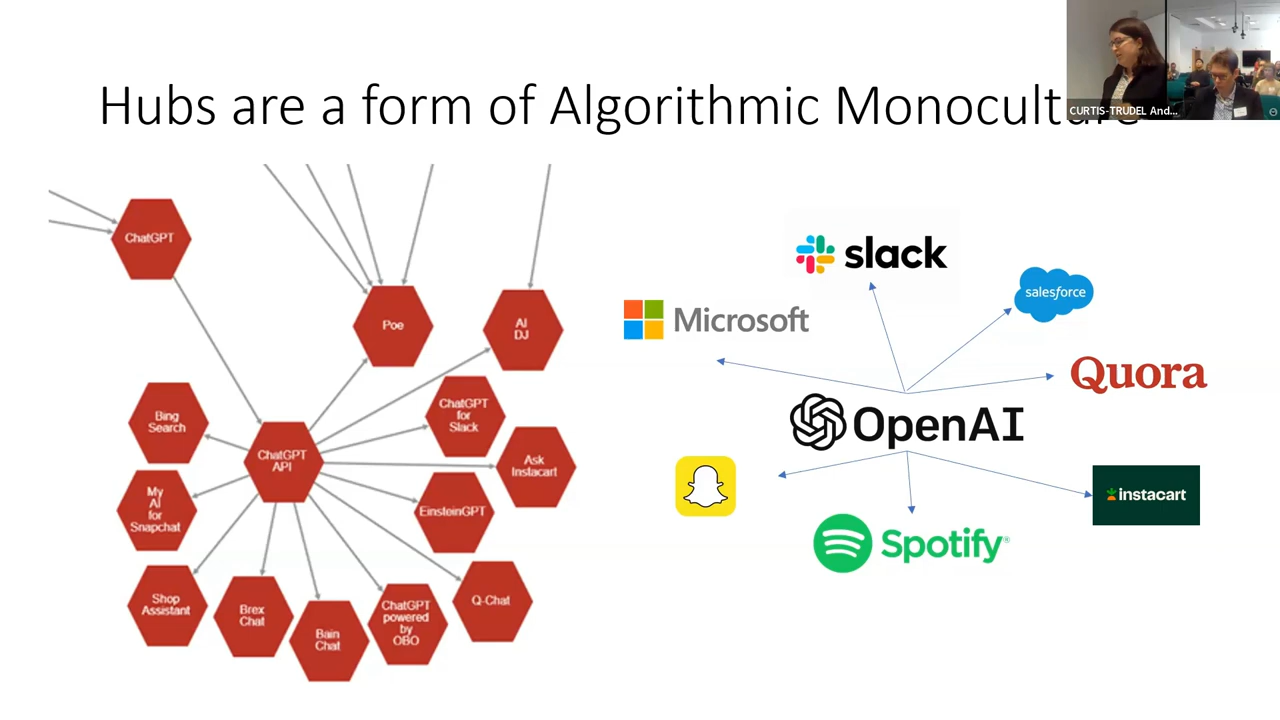 Hubs are a form of Algorithmic Monoculture
CURTIS-TRUDEL And...
ChatGPT
Poe
AI
DJ
Bing
Search
ChatGPT
API
ChatGPT
for
Slack
Ask
Instacart
My
AI
for
Snapchat
EinsteinGPT
Shop
Assistant
Brex
Chat
Bain
Chat
ChatGPT
powered
by
OBO
Q-Chat
slack
salesforce
Microsoft
Quora
OpenAI
instacart
Spotify®